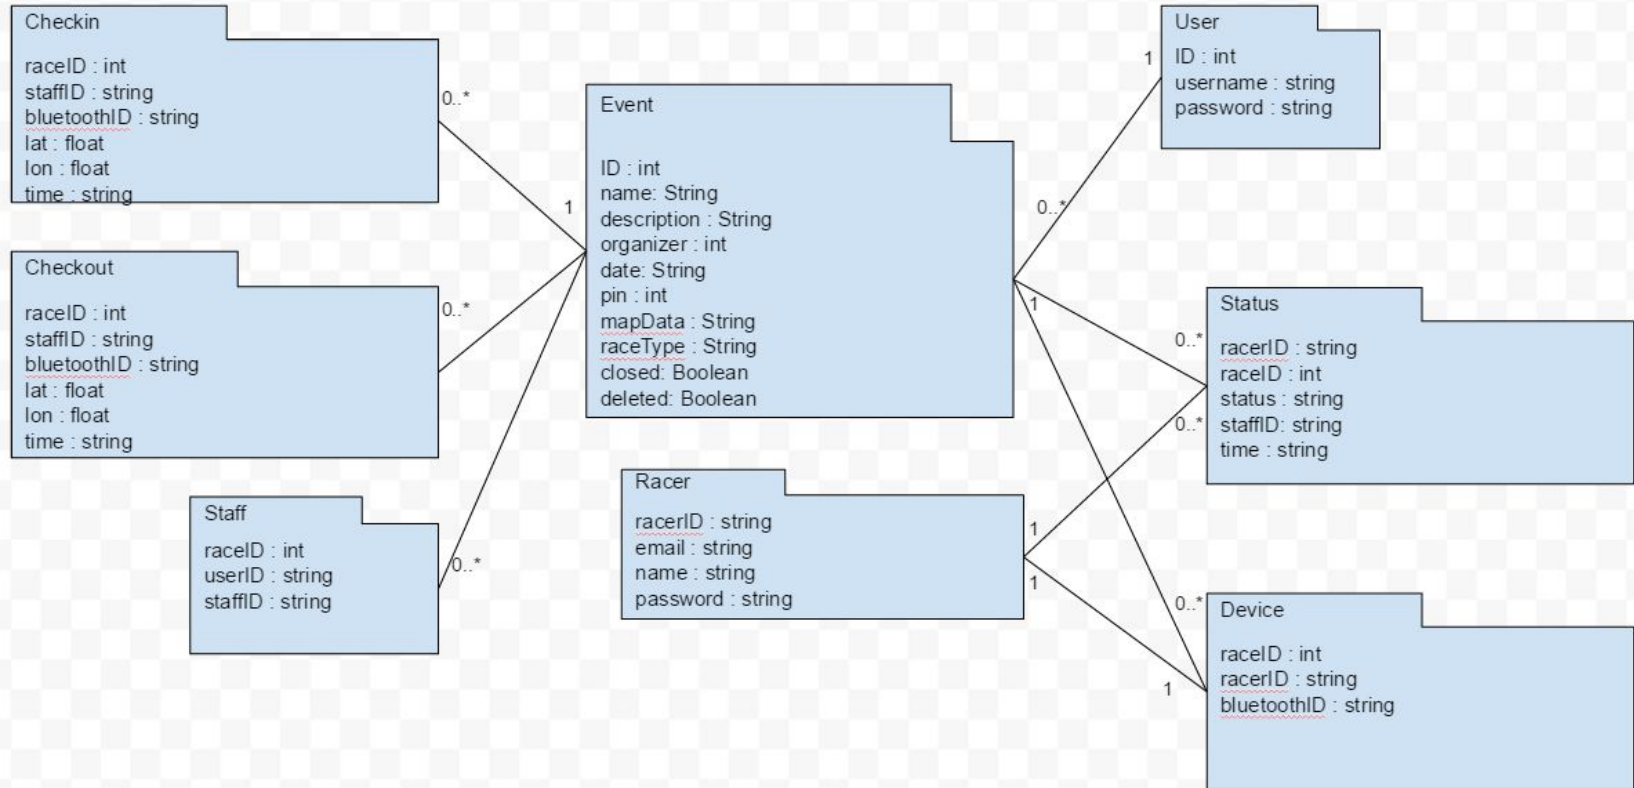 Checkin
raceID : int
staffID : string
bluetoothID : string
lat : float
lon : float
time : string
0..*
1
Checkout
raceID : int
staffID : string
bluetoothID : string
lat : float
lon : float
time : string
0..*
Staff
raceID : int
userID : string
staffID : string
0..*
Event
ID : int
name: String
description : String
organizer : int
date: String
pin : int
mapData : String
raceType : String
closed: Boolean
deleted: Boolean
Racer
racerID : string
email : string
name : string
password : string
1
1
User
ID : int
username : string
password : string
1
0..*
1
Status
racerID : string
raceID : int
status : string
staffID: string
time : string
0..*
0..*
Device
raceID : int
racerID : string
bluetoothID : string
0..*
1